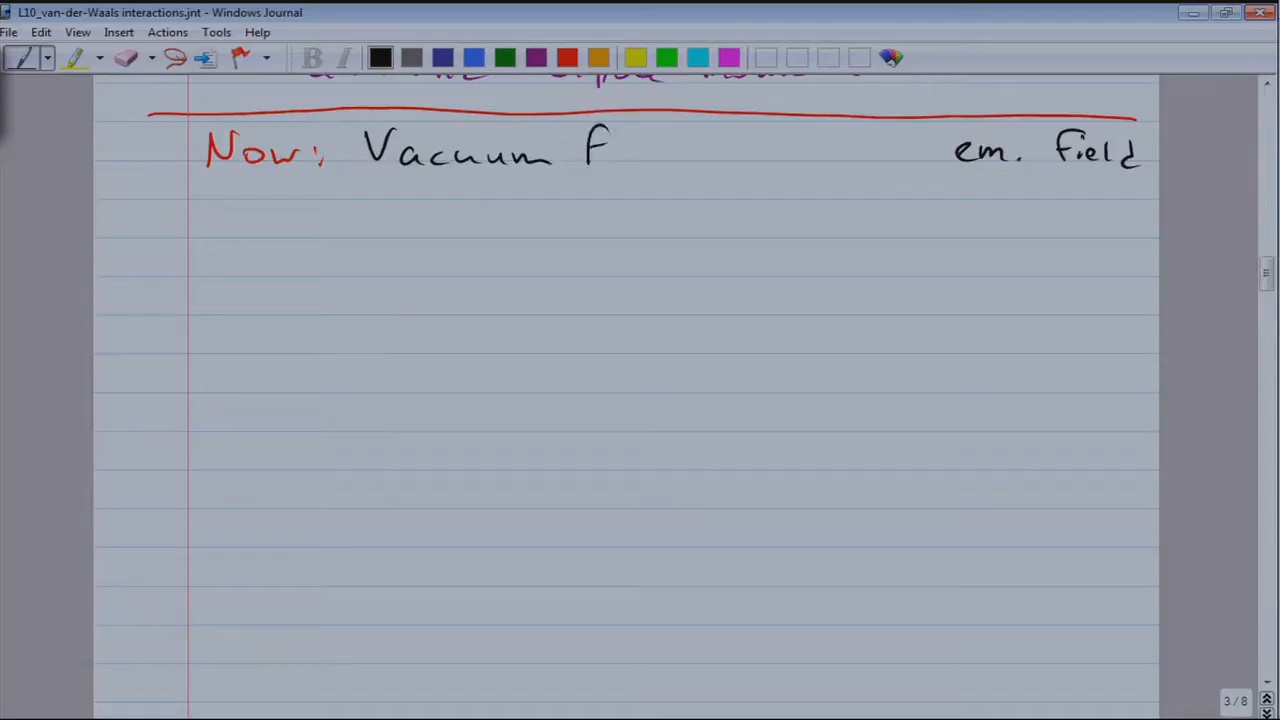 L10_van-der-Waals interactions.jnt - Windows Journal
File Edit View Insert Actions Tools Help
B I
Now: Vacuum f em. field
3 / 8